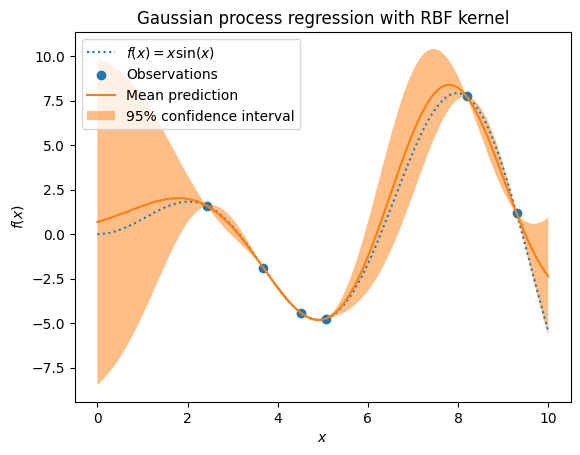 Gaussian process regression with RBF kernel
f(x) = x sin(x)
Observations
Mean prediction
95% confidence interval
10.0
7.5
5.0
2.5
0.0
−2.5
−5.0
−7.5
f(x)
0 2 4 6 8 10
x